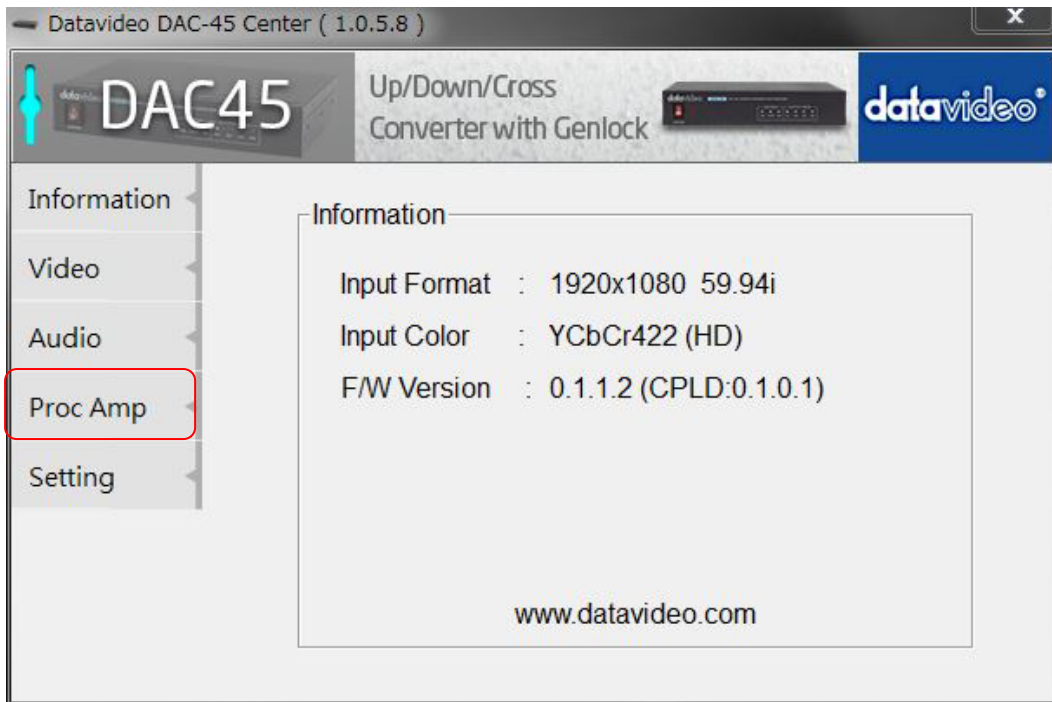 Datavideo DAC-45 Center ( 1.0.5.8 )
x
DAC45
Up/Down/Cross
Converter with Genlock
datavideo
Information
Video
Audio
Proc Amp
Setting
Information
Input Format : 1920x1080 59.94i
Input Color : YCbCr422 (HD)
F/W Version : 0.1.1.2 (CPLD:0.1.0.1)
www.datavideo.com